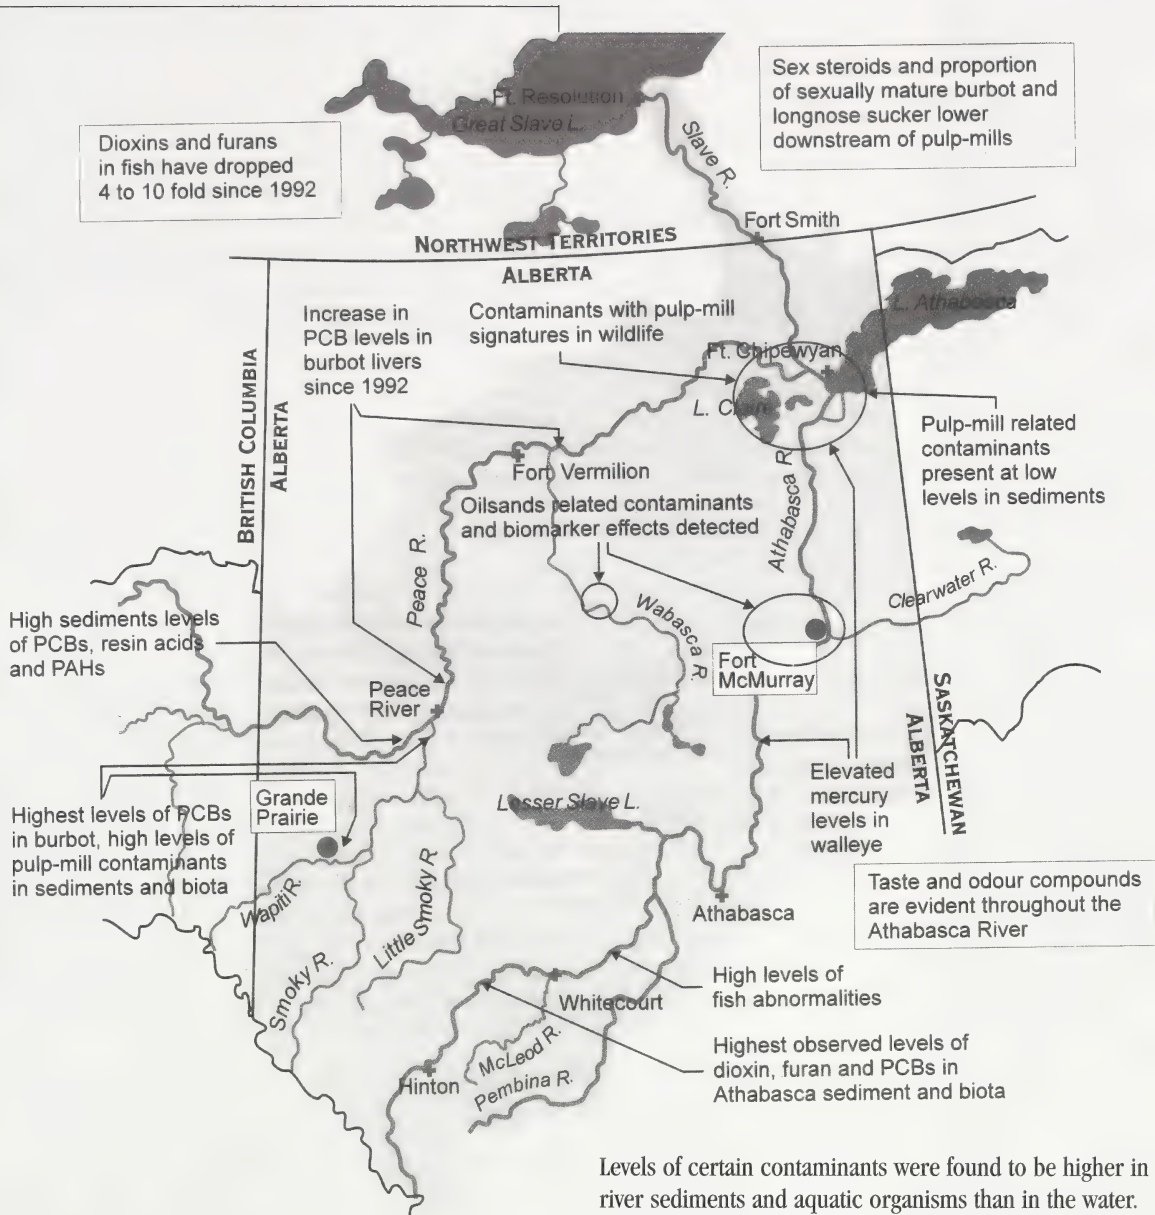 Ft. Resolution
Great Slave L.
Slave R.
Sex steroids and proportion
of sexually mature burbot and
longnose sucker lower
downstream of pulp-mills
Dioxins and furans
in fish have dropped
4 to 10 fold since 1992
Fort Smith
NORTHWEST TERRITORIES
ALBERTA
L. Athabasca
Increase in
PCB levels in
burbot livers
since 1992
Contaminants with pulp-mill
signatures in wildlife
Ft. Chipewyan
L. Claire
BRITISH COLUMBIA
ALBERTA
Pulp-mill related
contaminants
present at low
levels in sediments
Fort Vermilion
Oilsands related contaminants
and biomarker effects detected
Athabasca R.
Peace R.
Clearwater R.
Wabasca R.
High sediments levels
of PCBs, resin acids
and PAHs
Fort
McMurray
Peace
River
SASKATCHEWAN
ALBERTA
Elevated
mercury
levels in
walleye
Highest levels of PCBs
in burbot, high levels of
pulp-mill contaminants
in sediments and biota
Grande
Prairie
Lesser Slave L.
Taste and odour compounds
are evident throughout the
Athabasca River
Wapiti R.
Little Smoky R
Smoky R.
Athabasca
High levels of
fish abnormalities
Whitecourt
McLeod R.
Pembina R.
Hinton
Highest observed levels of
dioxin, furan and PCBs in
Athabasca sediment and biota
Levels of certain contaminants were found to be higher in
river sediments and aquatic organisms than in the water.